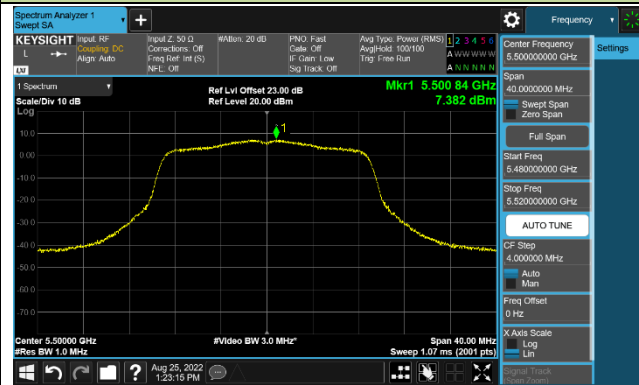 Spectrum Analyzer 1
Swept SA
+
Frequency
KEYSIGHT
L
LXI
Input: RF
Coupling: DC
Align: Auto
Input Z: 50 Ω
Corrections: Off
Freq Ref: Int (S)
NFE: Off
#Atten: 20 dB
PNO: Fast
Gate: Off
IF Gain: Low
Sig Track: Off
Avg Type: Power (RMS)
Avg|Hold: 100/100
Trig: Free Run
1 2 3 4 5 6
A W W W W W
A N N N N N
1 Spectrum
Scale/Div 10 dB
Log
Ref Lvl Offset 23.00 dB
Ref Level 20.00 dBm
Mkr1 5.500 84 GHz
7.382 dBm
1
10.0
0.00
-10.0
-20.0
-30.0
-40.0
-50.0
-60.0
-70.0
Center 5.50000 GHz
#Res BW 1.0 MHz
#Video BW 3.0 MHz*
Span 40.00 MHz
Sweep 1.07 ms (2001 pts)
Aug 25, 2022
1:23:15 PM
?
Settings
Center Frequency
5.500000000 GHz
Span
40.0000000 MHz
Swept Span
Zero Span
Full Span
Start Freq
5.480000000 GHz
Stop Freq
5.520000000 GHz
AUTO TUNE
CF Step
4.000000 MHz
Auto
Man
Freq Offset
0 Hz
X Axis Scale
Log
Lin
Signal Track
(Span Zoom)